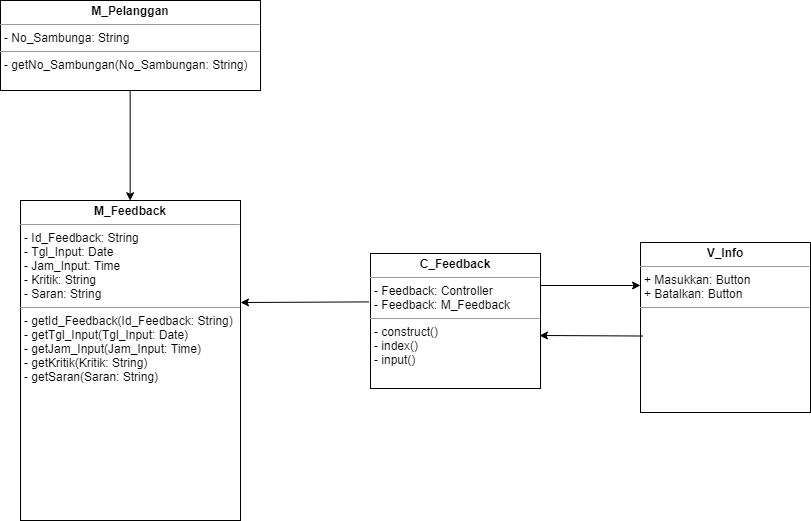 M_Pelanggan
- No_Sambunga: String
- getNo_Sambungan(No_Sambungan: String)
M_Feedback
- Id_Feedback: String
- Tgl_Input: Date
- Jam_Input: Time
- Kritik: String
- Saran: String
- getId_Feedback(Id_Feedback: String)
- getTgl_Input(Tgl_Input: Date)
- getJam_Input(Jam_Input: Time)
- getKritik(Kritik: String)
- getSaran(Saran: String)
C_Feedback
- Feedback: Controller
- Feedback: M_Feedback
- construct()
- index()
- input()
V_Info
+ Masukkan: Button
+ Batalkan: Button